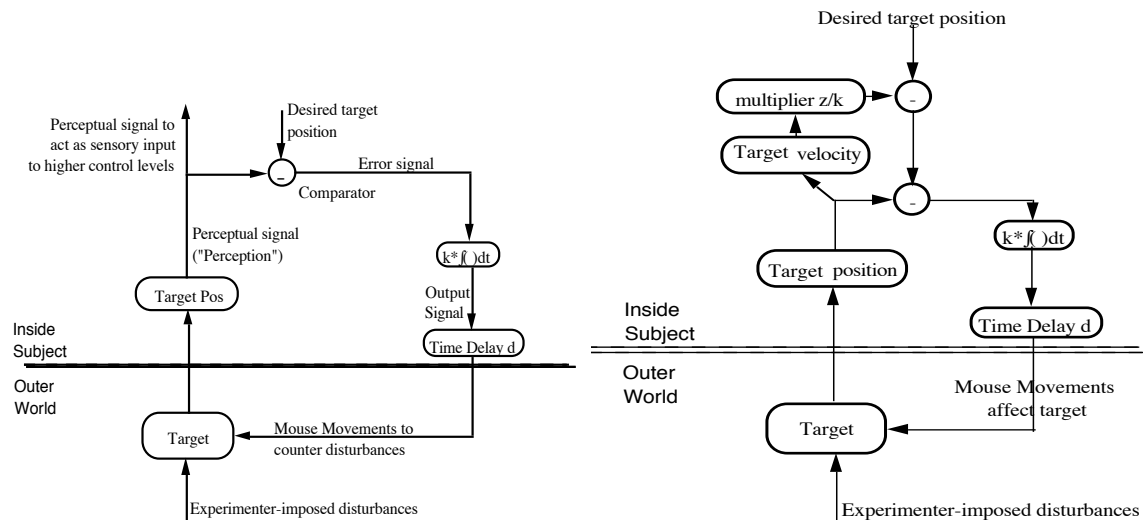 Perceptual signal to
act as sensory input
to higher control levels
Desired target
position
Error signal
-
Comparator
Perceptual signal
("Perception")
k*∫( )dt
Target Pos
Output
Signal
Time Delay d
Inside
Subject
Outer
World
Target
Mouse Movements to
counter disturbances
Experimenter-imposed disturbances
Desired target position
multiplier z/k
-
Target velocity
-
k*∫( )dt
Target position
Time Delay d
Inside
Subject
Outer
World
Mouse Movements
affect target
Target
Experimenter-imposed disturbances